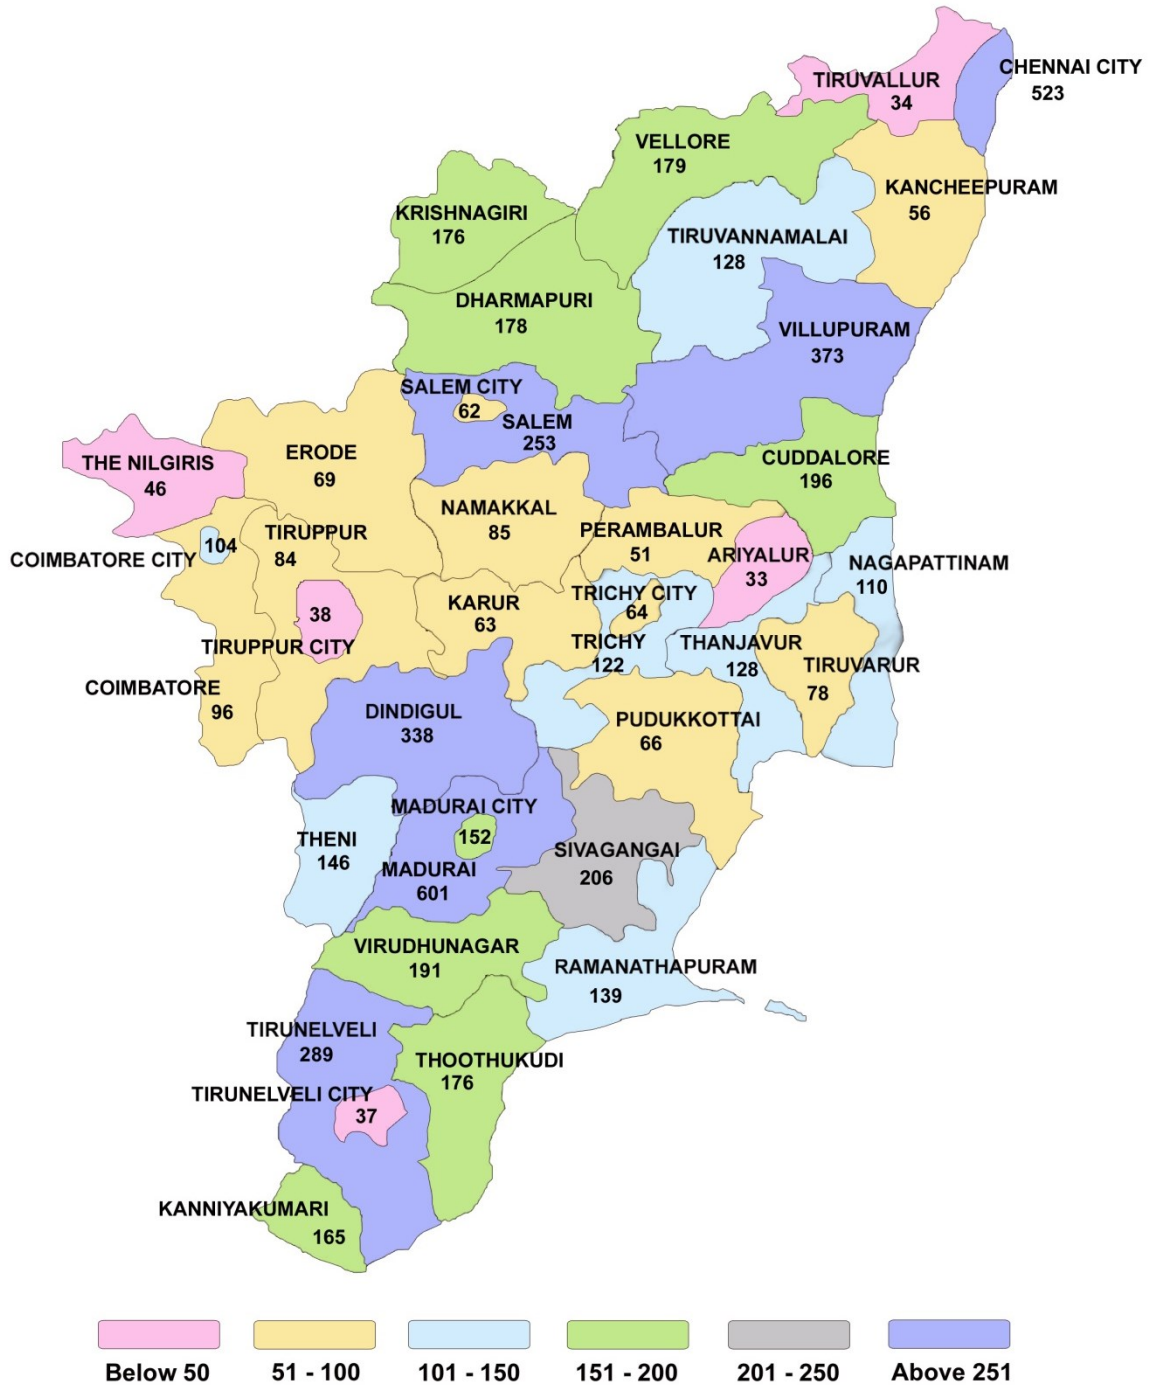 TIRUVALLUR
34
CHENNAI CITY
523
VELLORE
179
KANCHEEPURAM
56
KRISHNAGIRI
176
TIRUVANNAMALAI
128
DHARMAPURI
178
VILLUPURAM
373
SALEM CITY
62
SALEM
253
THE NILGIRIS
46
ERODE
69
CUDDALORE
196
NAMAKKAL
85
PERAMBALUR
51
TIRUPPUR
84
COIMBATORE CITY
104
ARIYALUR
33
NAGAPATTINAM
110
TRICHY CITY
64
KARUR
63
38
TIRUPPUR CITY
TRICHY
122
THANJAVUR
128
TIRUVARUR
78
COIMBATORE
96
DINDIGUL
338
PUDUKKOTTAI
66
MADURAI CITY
152
THENI
146
MADURAI
601
SIVAGANGAI
206
VIRUDHUNAGAR
191
RAMANATHAPURAM
139
TIRUNELVELI
289
THOOTHUKUDI
176
TIRUNELVELI CITY
37
KANNIYAKUMARI
165
Below 50
51 - 100
101 - 150
151 - 200
201 - 250
Above 251